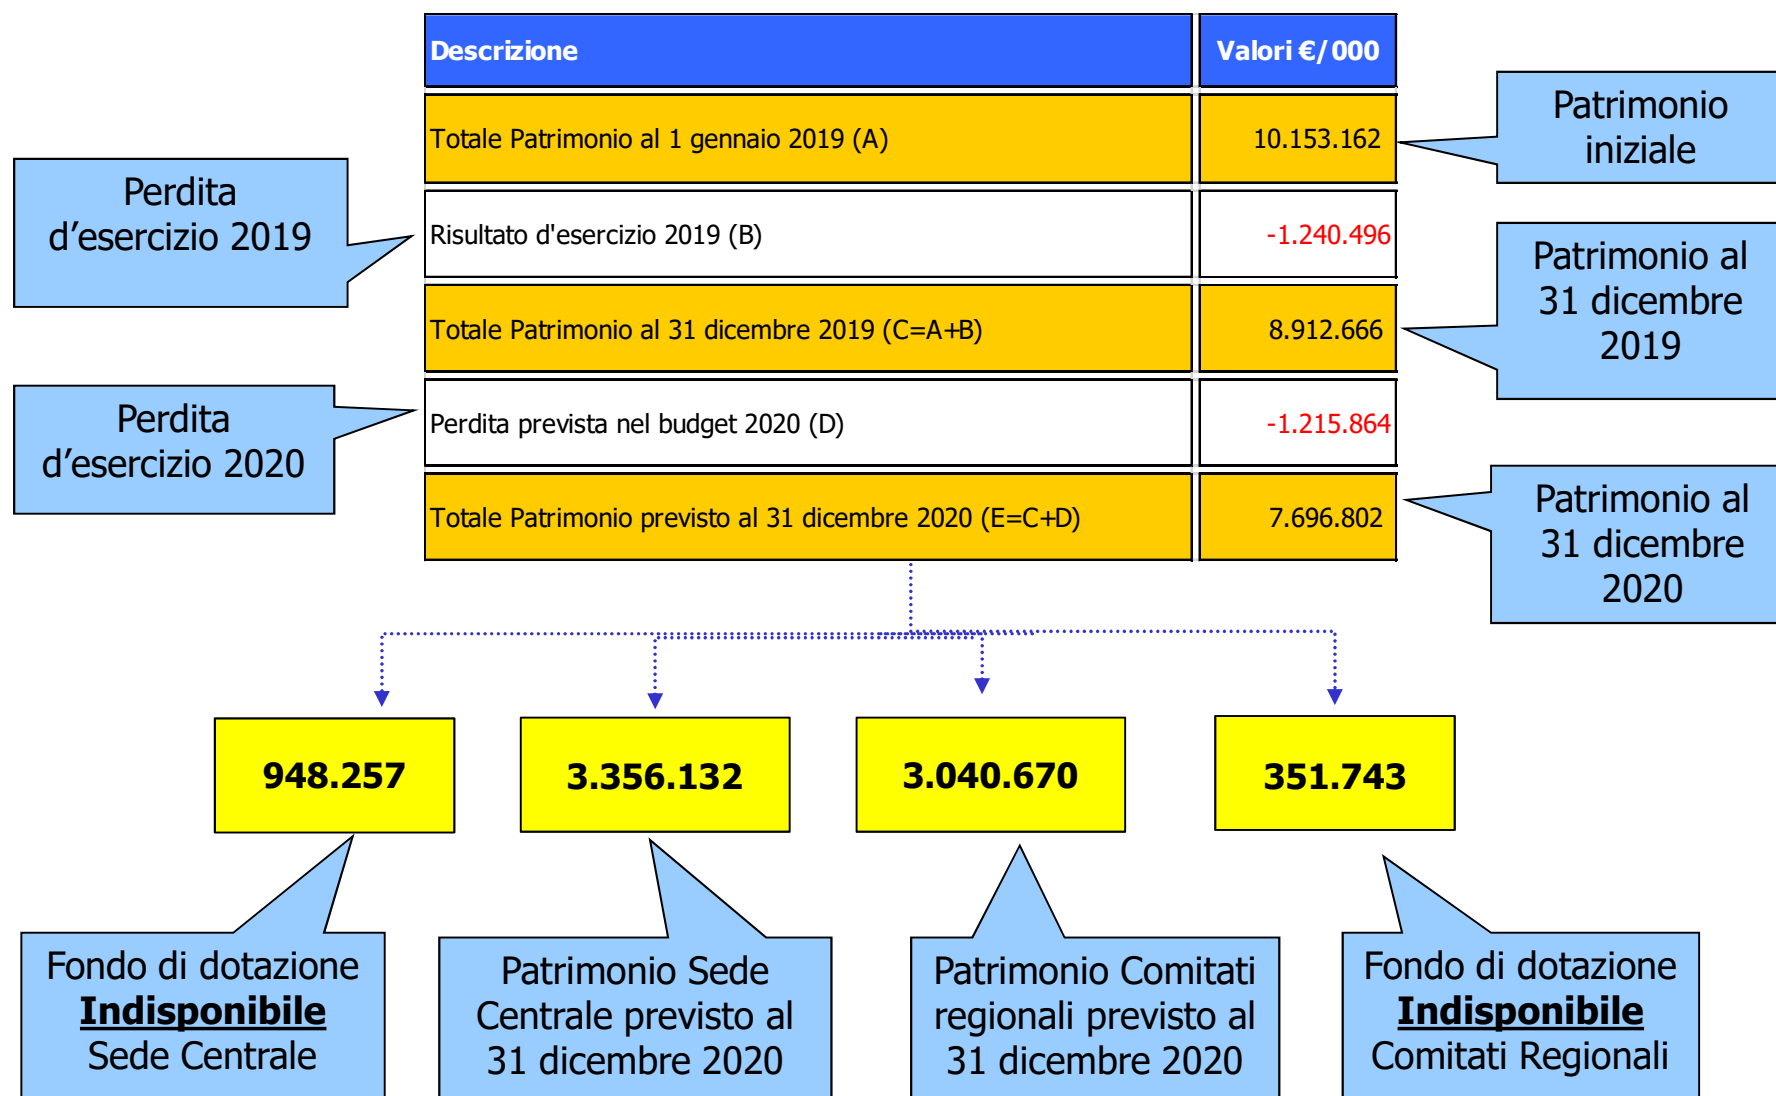 Descrizione
Valori €/000
Totale Patrimonio al 1 gennaio 2019 (A)
10.153.162
Patrimonio
iniziale
Perdita
d’esercizio 2019
Risultato d'esercizio 2019 (B)
-1.240.496
Totale Patrimonio al 31 dicembre 2019 (C=A+B)
8.912.666
Patrimonio al
31 dicembre
2019
Perdita
d’esercizio 2020
Perdita prevista nel budget 2020 (D)
-1.215.864
Totale Patrimonio previsto al 31 dicembre 2020 (E=C+D)
7.696.802
Patrimonio al
31 dicembre
2020
948.257
3.356.132
3.040.670
351.743
Fondo di dotazione
Indisponibile
Sede Centrale
Patrimonio Sede
Centrale previsto al
31 dicembre 2020
Patrimonio Comitati
regionali previsto al
31 dicembre 2020
Fondo di dotazione
Indisponibile
Comitati Regionali